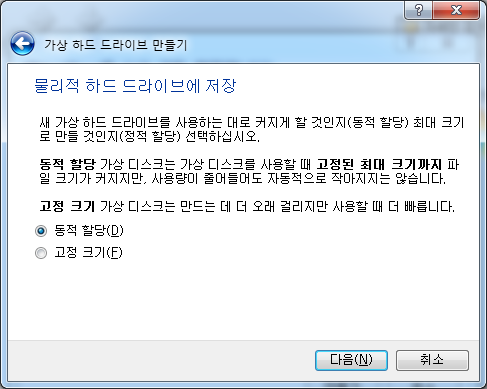 가상 하드 드라이브 만들기
물리적 하드 드라이브에 저장
새 가상 하드 드라이브를 사용하는 대로 커지게 할 것인지(동적 할당) 최대 크기
로 만들 것인지(정적 할당) 선택하십시오.
동적 할당 가상 디스크는 가상 디스크를 사용할 때 고정된 최대 크기까지 파
일 크기가 커지지만, 사용량이 줄어들어도 자동적으로 작아지지는 않습니다.
고정 크기 가상 디스크는 만드는 데 더 오래 걸리지만 사용할 때 더 빠릅니다.
동적 할당(D)
고정 크기(F)
다음(N) 취소